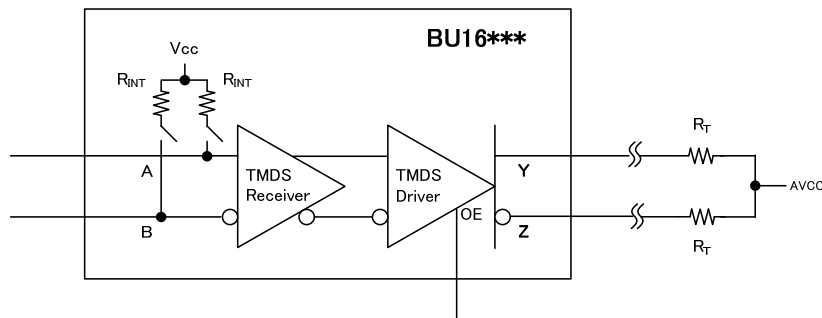 BU16***
Vcc
RINT
RINT
RT
A
TMDS
Receiver
TMDS
Driver
Y
AVCC
B
OE
Z
RT